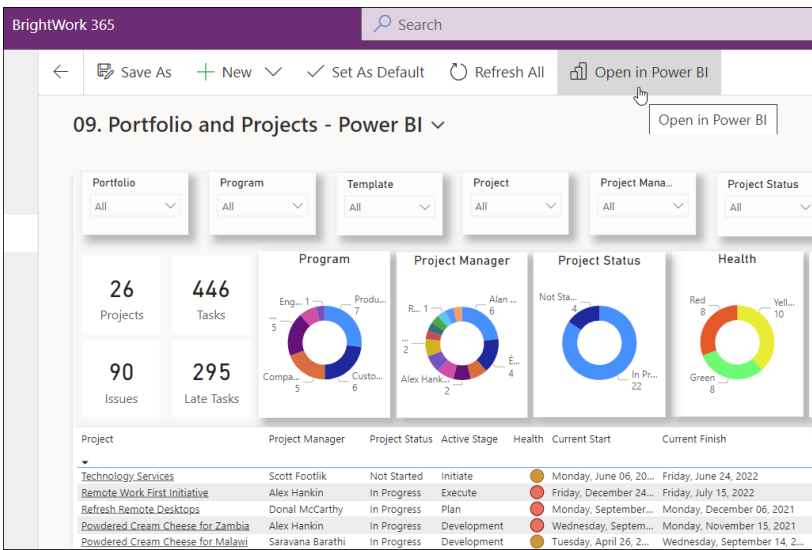 BrightWork 365
Search
Save As
New
Set As Default
Refresh All
Open in Power BI
Open in Power BI
09. Portfolio and Projects - Power BI
Portfolio
Program
Template
Project
Project Mana...
Project Status
All
All
All
All
All
All
26
Projects
446
Tasks
90
Issues
295
Late Tasks
Program
Eng... 1
Produ...
7
...
5
Compa...
5
Custo...
6
Project Manager
R... 1
Alan ...
6
...
2
É...
4
Alex Hank...
2
Project Status
Not Sta...
4
In Pr...
22
Health
Red
8
Yell...
10
Green
8
Project Project Manager Project Status Active Stage Health Current Start Current Finish
Technology Services Scott Footlik Not Started Initiate Monday, June 06, 20... Friday, June 24, 2022
Remote Work First Initiative Alex Hankin In Progress Execute Friday, December 24... Friday, July 15, 2022
Refresh Remote Desktops Donal McCarthy In Progress Plan Monday, September... Monday, December 06, 2021
Powdered Cream Cheese for Zambia Alex Hankin In Progress Development Wednesday, Septem... Monday, November 15, 2021
Powdered Cream Cheese for Malawi Saravana Barathi In Progress Development Tuesday, April 26, 2... Wednesday, September 14, 2...